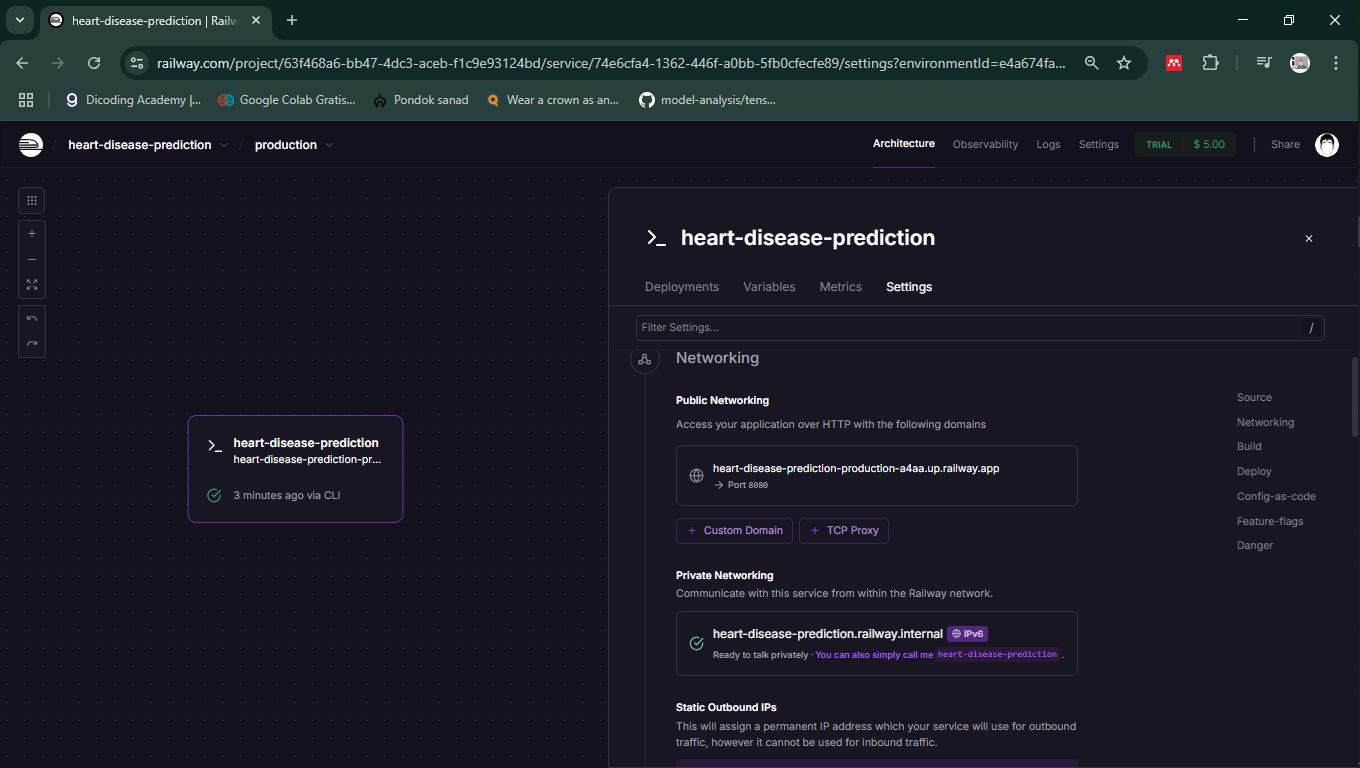 heart-disease-prediction | Railw
railway.com/project/63f468a6-bb47-4dc3-aceb-f1c9e93124bd/service/74e6cfa4-1362-446f-a0bb-5fb0cfecfe89/settings?environmentId=e4a674fa...
Dicoding Academy |...
Google Colab Gratis...
Pondok sanad
Wear a crown as an...
model-analysis/tens...
heart-disease-prediction / production
Architecture
Observability
Logs
Settings
TRIAL $ 5.00
Share
heart-disease-prediction
Deployments
Variables
Metrics
Settings
Filter Settings...
/
Networking
Public Networking
Access your application over HTTP with the following domains
heart-disease-prediction-production-a4aa.up.railway.app
→ Port 8080
+ Custom Domain
+ TCP Proxy
Private Networking
Communicate with this service from within the Railway network.
heart-disease-prediction.railway.internal IPv6
Ready to talk privately · You can also simply call me heart-disease-prediction .
Static Outbound IPs
This will assign a permanent IP address which your service will use for outbound
traffic, however it cannot be used for inbound traffic.
Source
Networking
Build
Deploy
Config-as-code
Feature-flags
Danger
heart-disease-prediction
heart-disease-prediction-pr...
3 minutes ago via CLI